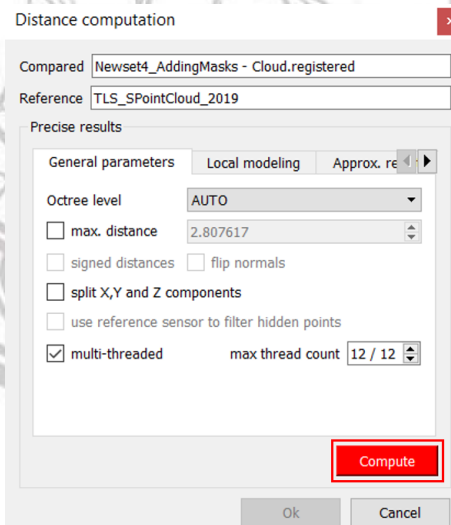 Distance computation
Compared Newset4_AddingMasks - Cloud.registered
Reference TLS_SPointCloud_2019
Precise results
General parameters Local modeling Approx.
Octree level AUTO
max. distance 2.807617
signed distances flip normals
split X,Y and Z components
use reference sensor to filter hidden points
multi-threaded max thread count 12 / 12
Compute
Ok Cancel